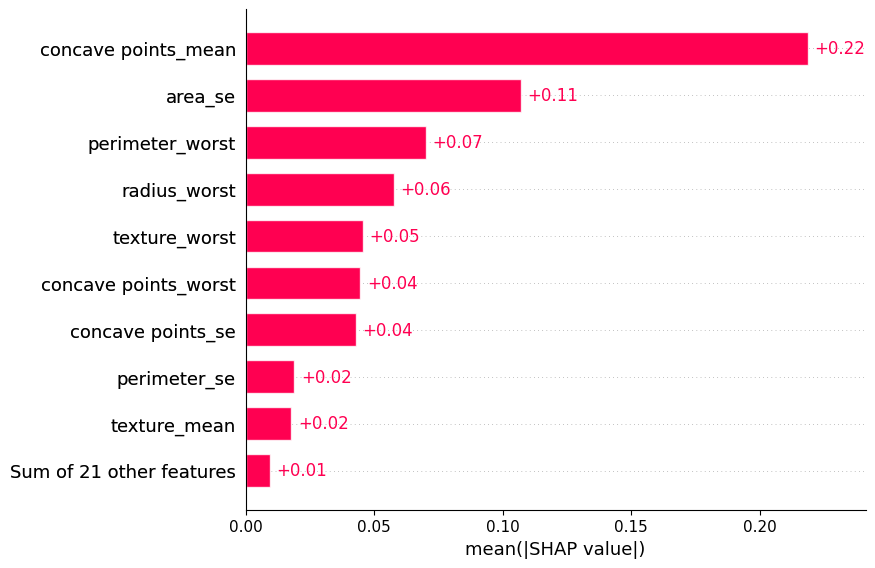 concave points_mean +0.22
area_se +0.11
perimeter_worst +0.07
radius_worst +0.06
texture_worst +0.05
concave points_worst +0.04
concave points_se +0.04
perimeter_se +0.02
texture_mean +0.02
Sum of 21 other features +0.01
0.00 0.05 0.10 0.15 0.20
mean(|SHAP value|)